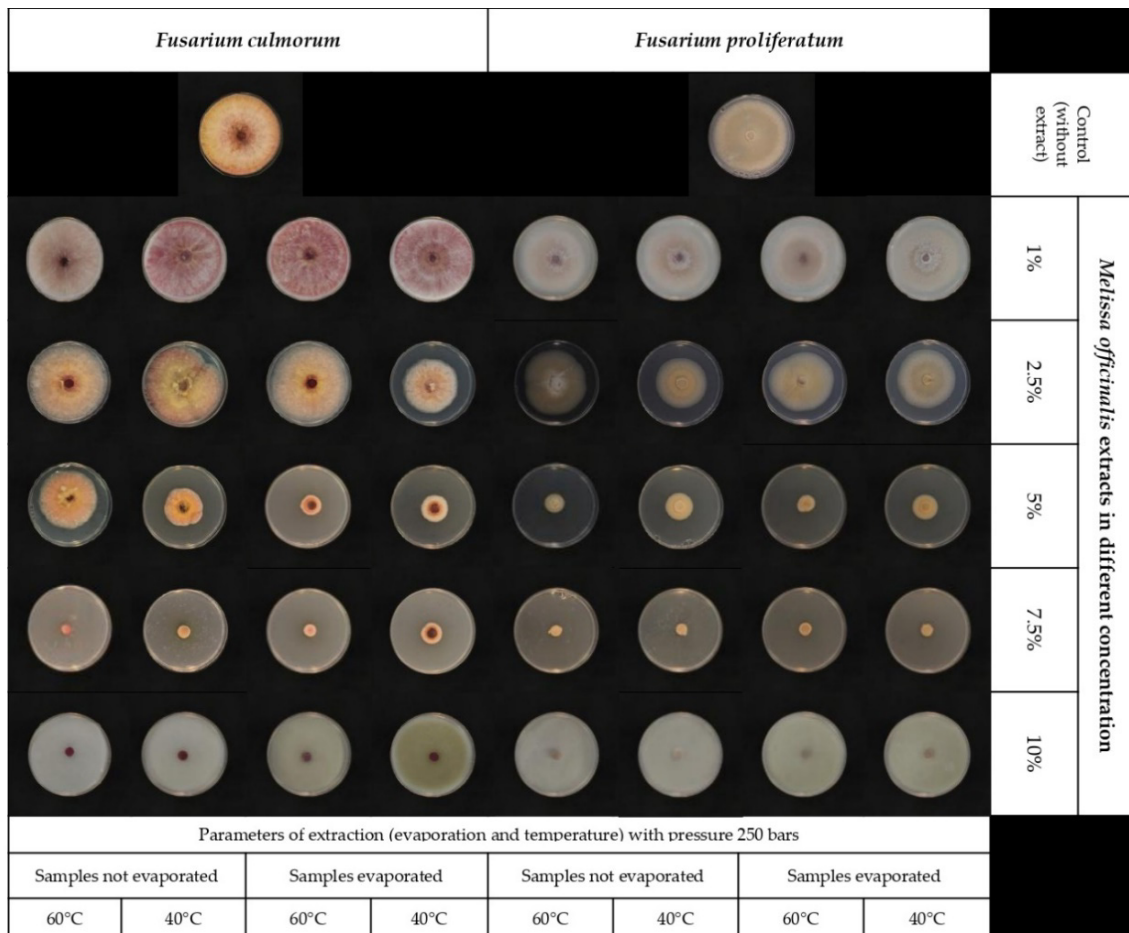 Fusarium culmorum
Fusarium proliferatum
Control
(without
extract)
1%
2.5%
5%
7.5%
10%
Melissa officinalis extracts in different concentration
Parameters of extraction (evaporation and temperature) with pressure 250 bars
Samples not evaporated
Samples evaporated
Samples not evaporated
Samples evaporated
60°C
40°C
60°C
40°C
60°C
40°C
60°C
40°C